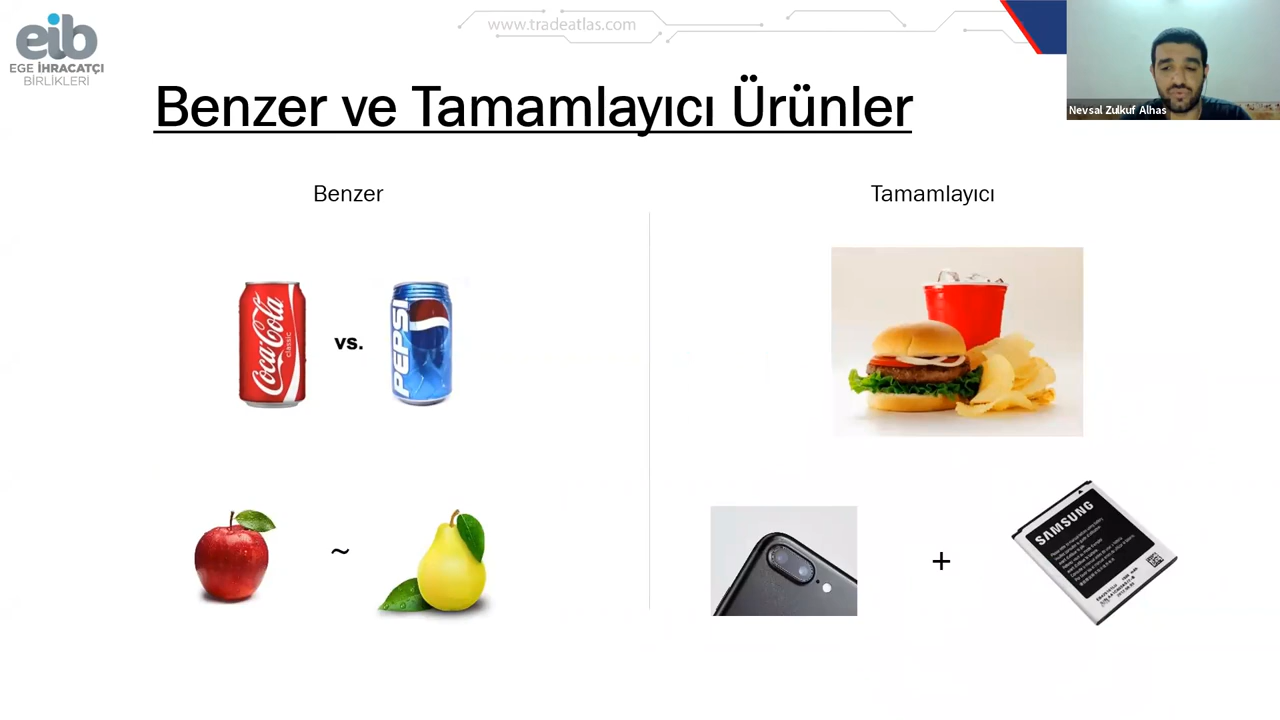 www.tradeatlas.com
eib
EGE İHRACATÇI
BİRLİKLERİ
Nevsal Zulkuf Alhas
Benzer ve Tamamlayıcı Ürünler
Benzer
Tamamlayıcı
Coca-Cola
classic
vs.
PEPSI
~
+
SAMSUNG